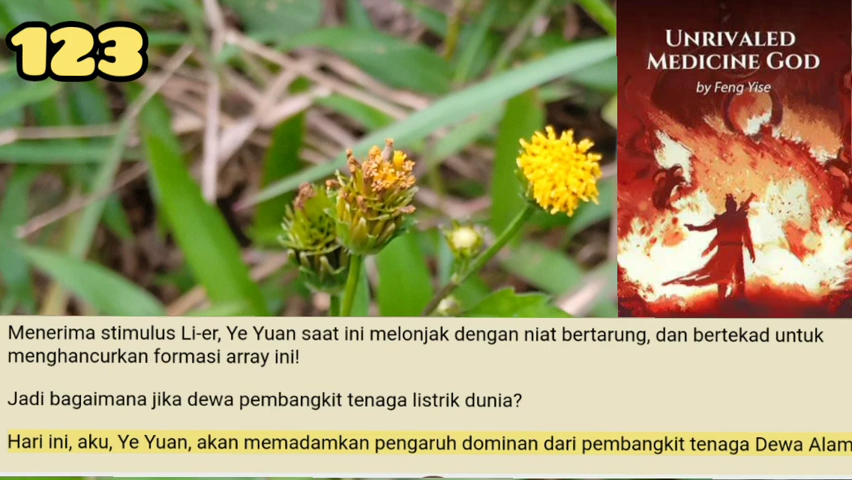 123
UNRIVALED
MEDICINE GOD
by Feng Yise
Menerima stimulus Li-er, Ye Yuan saat ini melonjak dengan niat bertarung, dan bertekad untuk
menghancurkan formasi array ini!
Jadi bagaimana jika dewa pembangkit tenaga listrik dunia?
Hari ini, aku, Ye Yuan, akan memadamkan pengaruh dominan dari pembangkit tenaga Dewa Alam